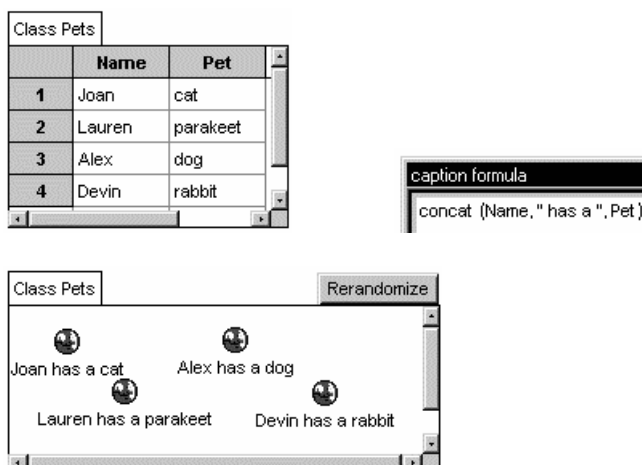 Class Pets
Name Pet
1 Joan cat
2 Lauren parakeet
3 Alex dog
4 Devin rabbit
caption formula
concat (Name, " has a ", Pet)
Class Pets
Rerandomize
Joan has a cat
Alex has a dog
Lauren has a parakeet
Devin has a rabbit